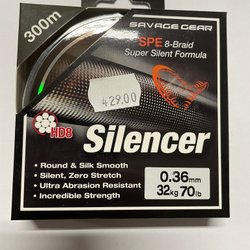 300m
SAVAGE GEAR
SPE 8-Braid
Super Silent Formula
429.00
HD8
Silencer
• Round & Silk Smooth
• Silent, Zero Stretch
• Ultra Abrasion Resistant
• Incredible Strength
0.36mm
32kg 70lb